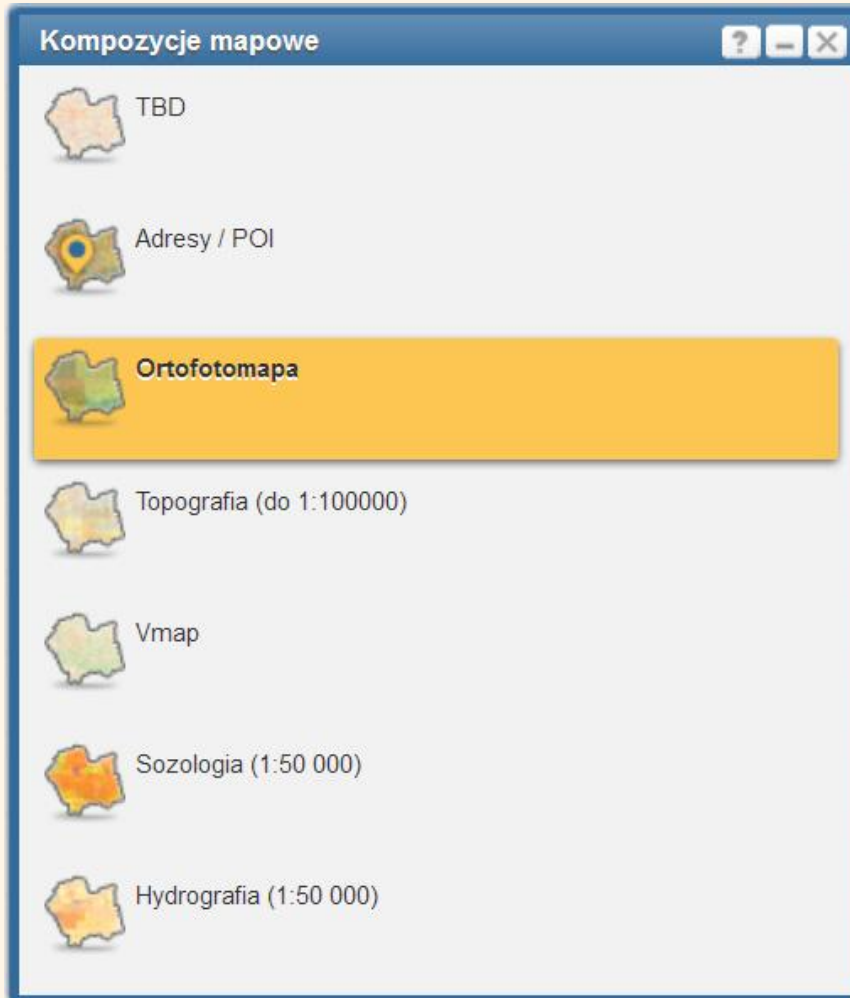 Kompozycje mapowe
TBD
Adresy / POI
Ortofotomapa
Topografia (do 1:100000)
Vmap
Sozologia (1:50 000)
Hydrografia (1:50 000)